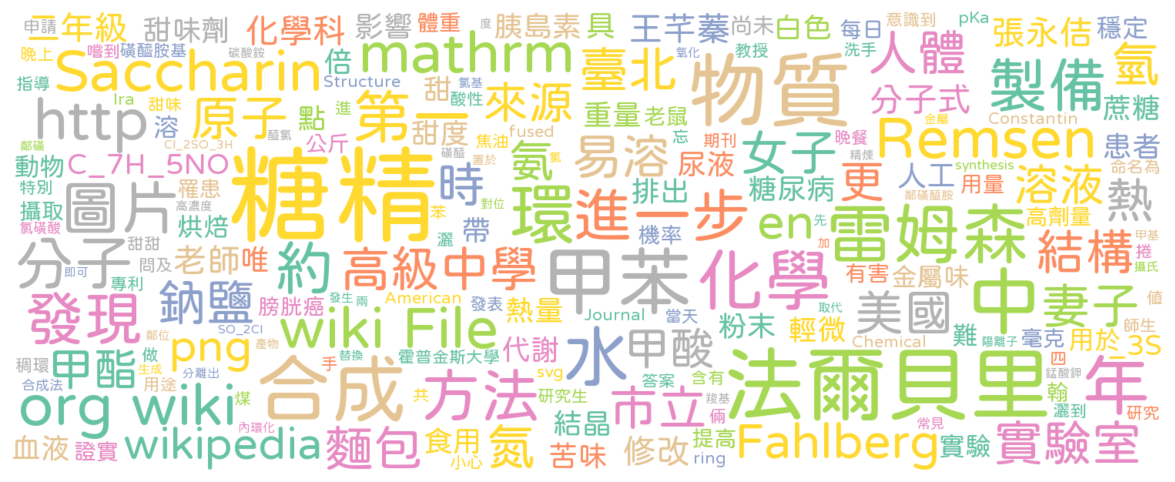 申請 二年級 甜味劑 化學科 影響 體重 度 胰島素 具 王芊蓁 尚未 白色 每日 意識到 pKa 張永佶 穩定
晚上 嚐到 磺醯胺基 碳酸銨 倍 mathrm 氧化 教授 洗手 人體 氫
指導 Saccharin Structure 氯基 臺北 物質 製備
Ira 甜味 甜 酸性 來源 重量 老鼠 分子式 蔗糖
http 溶 原子 點 進 第二 甜度 焦油 fused 忘 期刊 晚餐 金屬 Remsen Constantin
鄰磺 醯氯 Cl_2SO_3H 公斤 磺醯 置於 氯 氨 易溶 尿液 女子 精煉 患者
動物 C_7H_5NO 糖精 時 環 排出 糖尿病 更 人工 synthesis 用量 命名為
特別 罹患 高濃度 苯 對位 鄰磺醯胺 溶液 熱
攝取 圖片 烘焙 灑 帶 進一步 機率 en 先 高劑量 甲基
氯磺酸 雷姆森 捲
分子 甜甜 問及 老師 唯 約 高級中學 甲苯 化學 加 有害 金屬味 結構 攝氏
即可 專利
發現 鈉鹽 膀胱癌 發生 兩 American 發表 熱量 Journal 當天 粉末 取代 輕微 美國 中 妻子 值
鄰位 SO_2Cl wiki File 水 甲酸 Chemical 難 陽離子 毫克 用於 師生 _3S
稠環 甲酯 做 png 產物 替換 霍普金斯大學 代謝
合成法 生成 用途 分離出 手 合成 svg 答案 含有 法爾貝里 四 錳酸鉀 年
org wiki 煤 共 方法 研究生 市立 羧基 倆 翰 灑到 研究
內環化 結晶 常見
血液 證實 wikipedia 麵包 食用 小心 氮 苦味 修改 提高 ring Fahlberg 實驗 實驗室